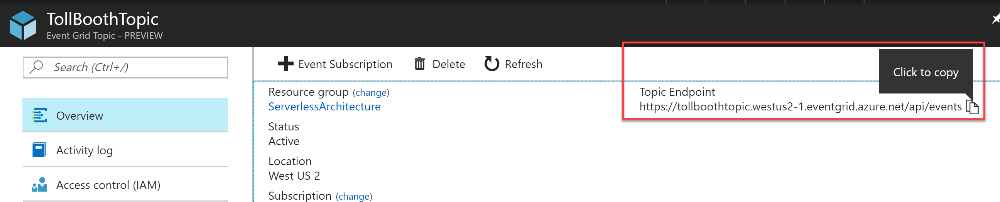 TollBoothTopic
Event Grid Topic - PREVIEW
Search (Ctrl+/)
Overview
Activity log
Access control (IAM)
Event Subscription
Delete
Refresh
Click to copy
Resource group (change)
ServerlessArchitecture
Status
Active
Location
West US 2
Subscription (change)
Topic Endpoint
https://tollboothtopic.westus2-1.eventgrid.azure.net/api/events